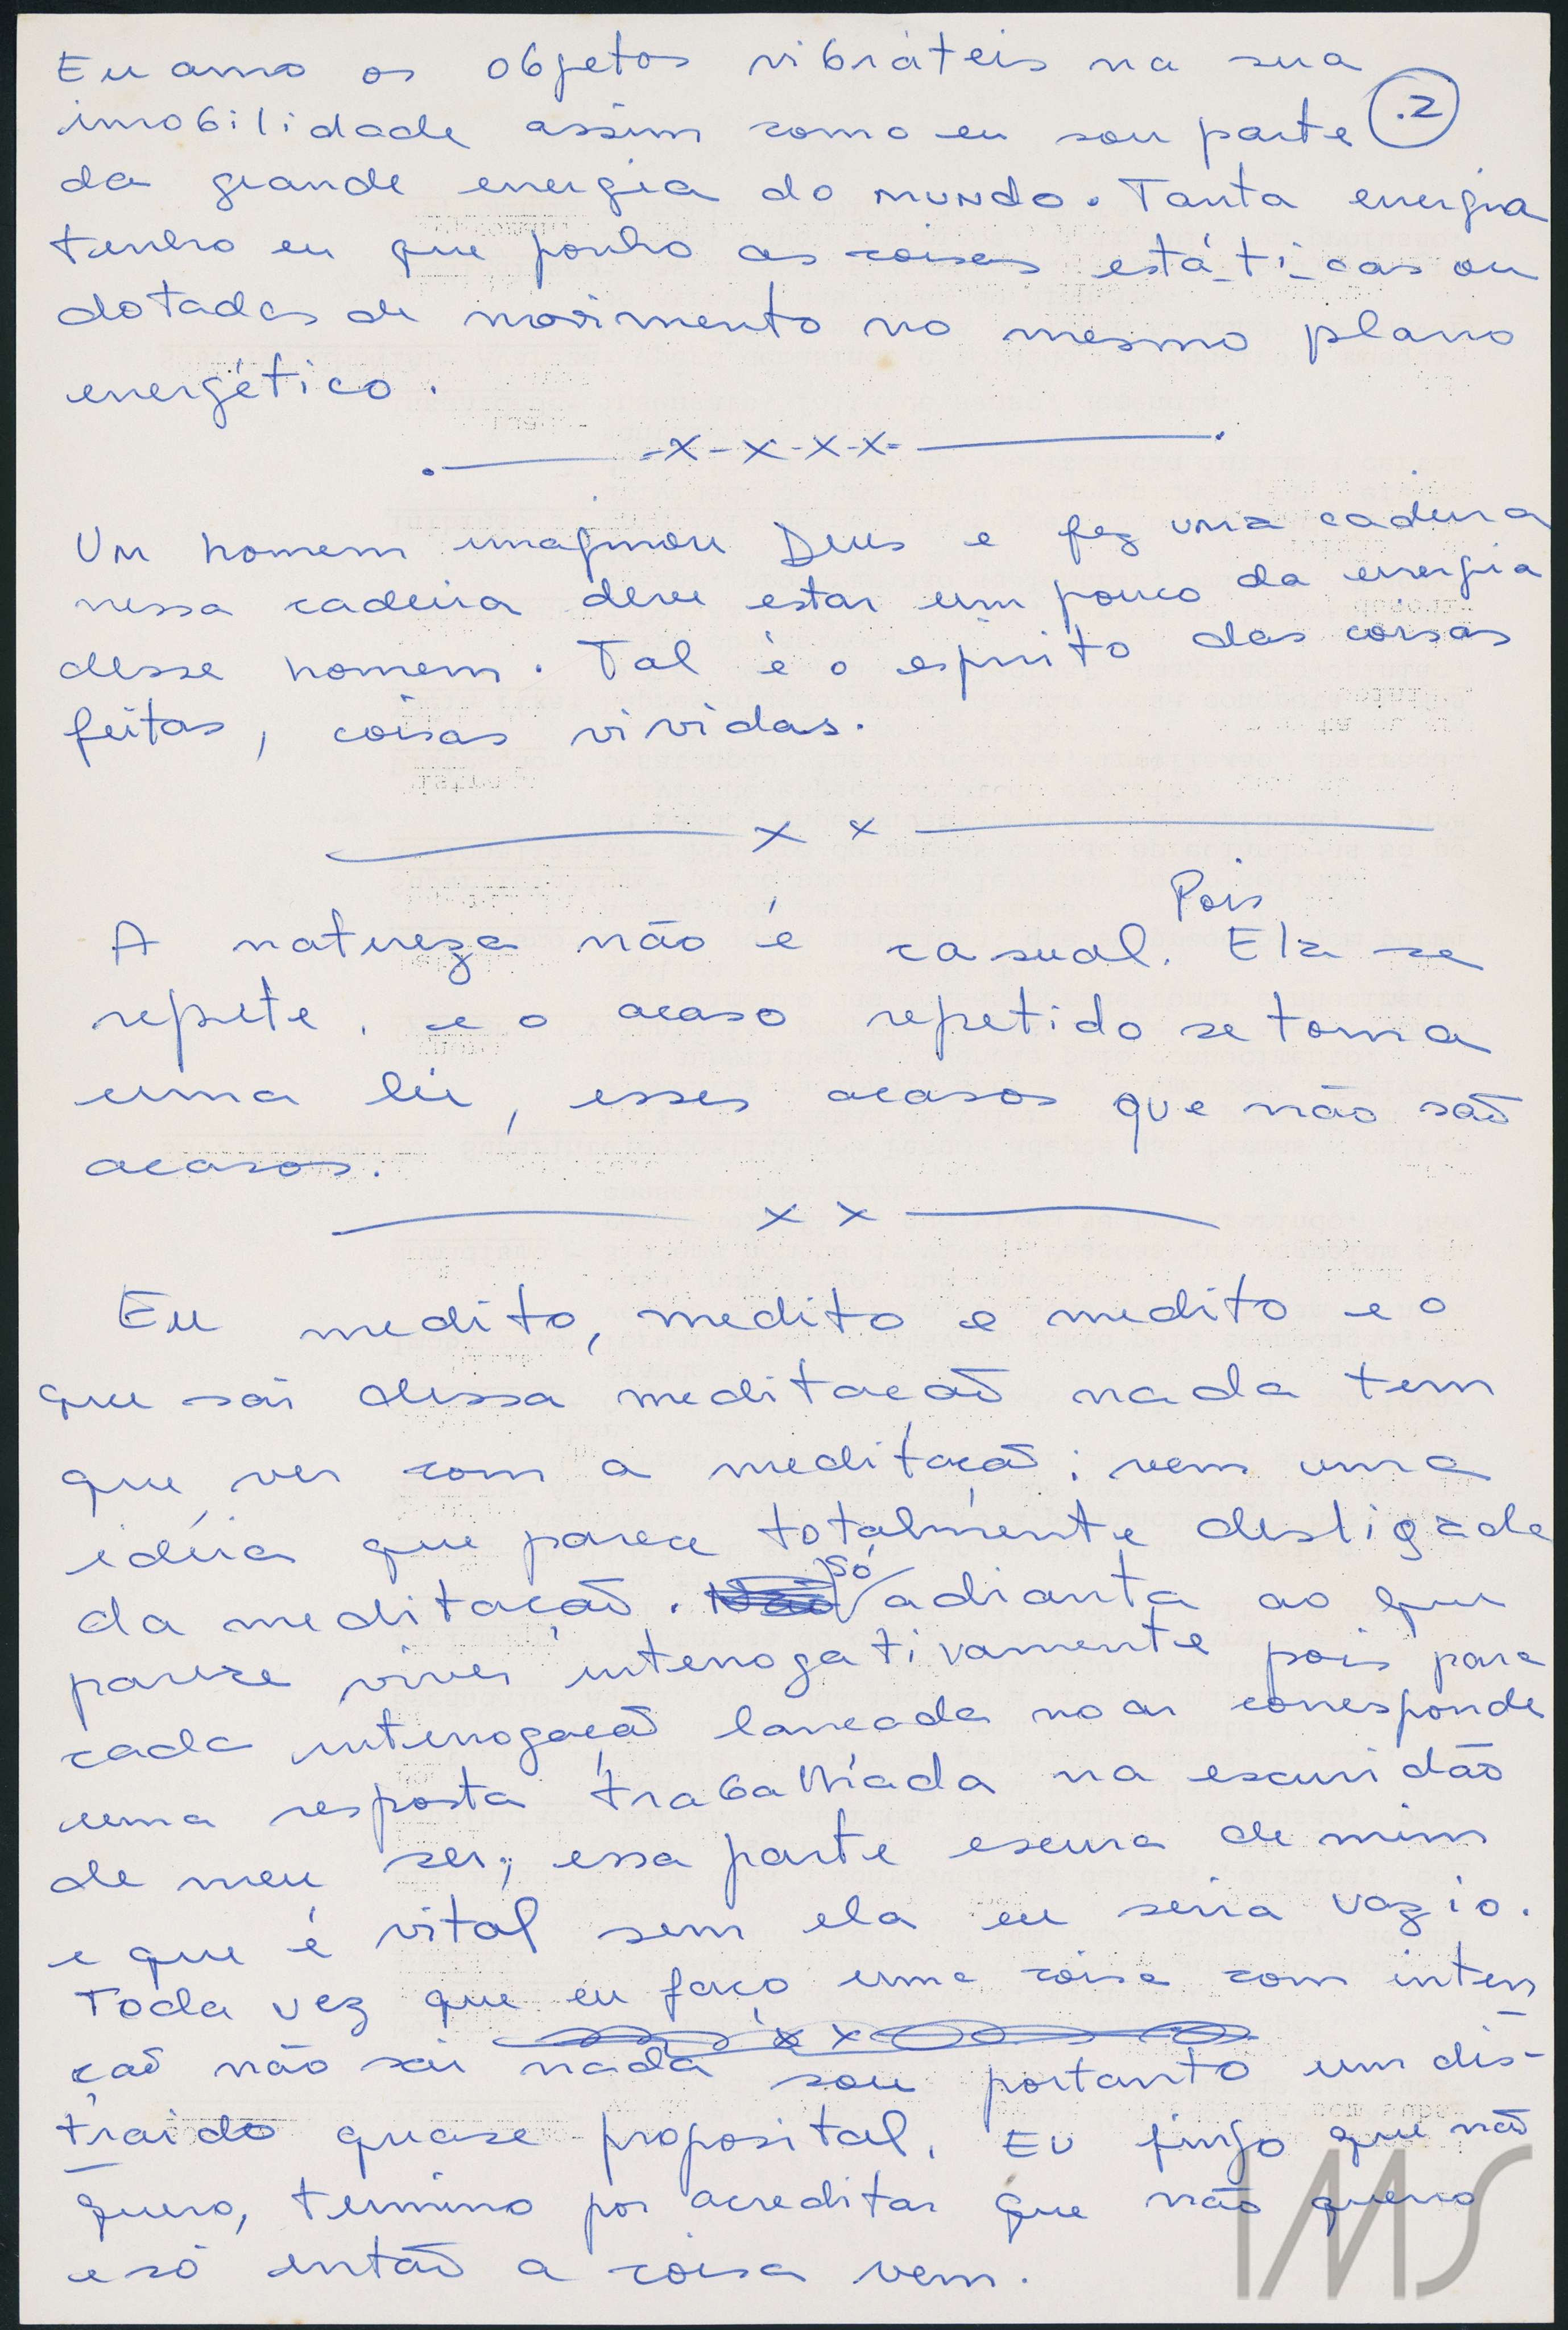 Eu amo os objetos vibráteis na sua
.2
imobilidade assim como eu sou parte
da grande energia do mundo. Tanta energia
tenho eu que ponho as coisas está-ti-cas ou
dotadas de movimento no mesmo plano
energético.
-x-x-x-x-
Um homem imaginou Deus e fez uma cadeira
nessa cadeira deve estar um pouco da energia
desse homem. Tal é o espírito das coisas
feitas, coisas vividas.
x x
Pois
A natureza não é casual. Ela se
repete, e o acaso repetido se torna
uma lei, esses acasos que não são
acasos.
x x
Eu medito, medito e medito e o
que sai dessa meditação nada tem
que ver com a meditação: vem uma
idéia que parece totalmente desligada
da meditação. Só adianta ao que
parece viver interrogativamente pois para
cada interrogação lançada no ar corresponde
uma resposta trabalhada na escuridão
de meu ser, essa parte escura de mim
e que é vital sem ela eu seria vazio.
Toda vez que eu faço uma coisa com inten
x x
ção não sai nada sou portanto um dis-
traido quase proposital. Eu finjo que não
quero, termino por acreditar que não quero
e só então a coisa vem.
IMS